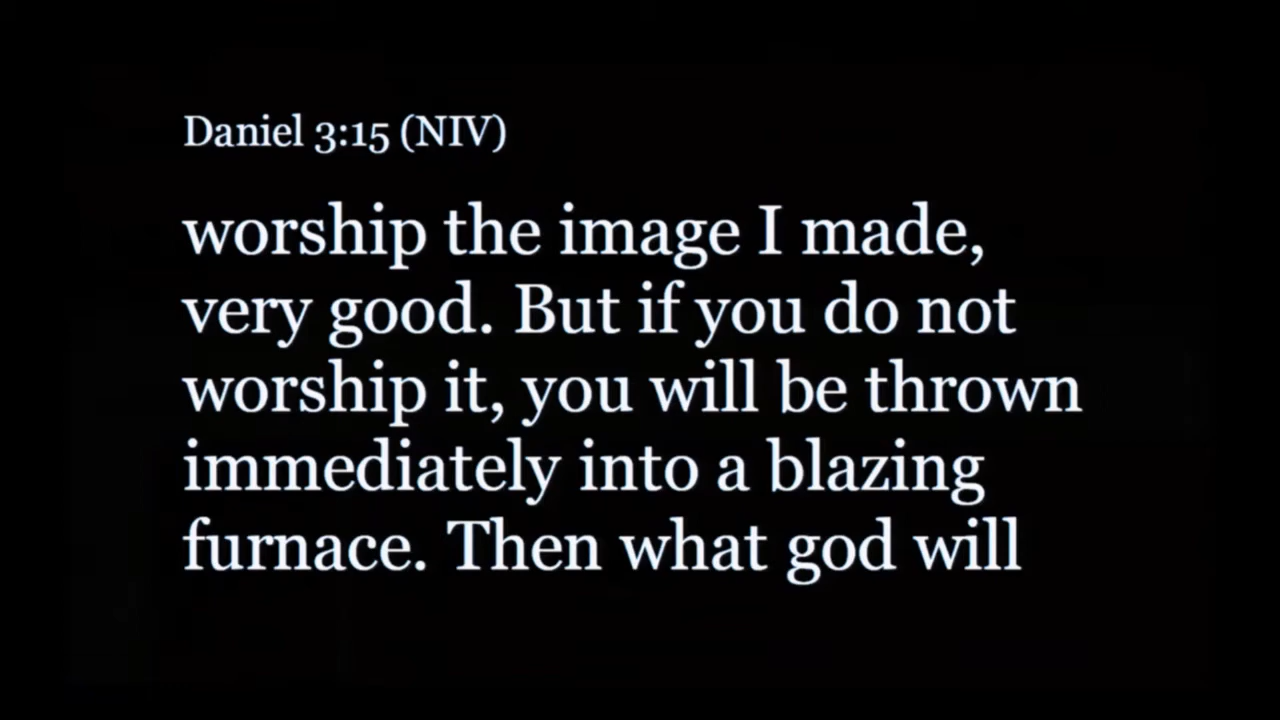 Daniel 3:15 (NIV)
worship the image I made,
very good. But if you do not
worship it, you will be thrown
immediately into a blazing
furnace. Then what god will